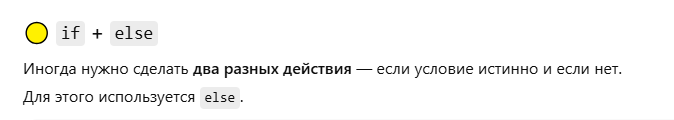 if + else
Иногда нужно сделать два разных действия — если условие истинно и если нет.
Для этого используется else.